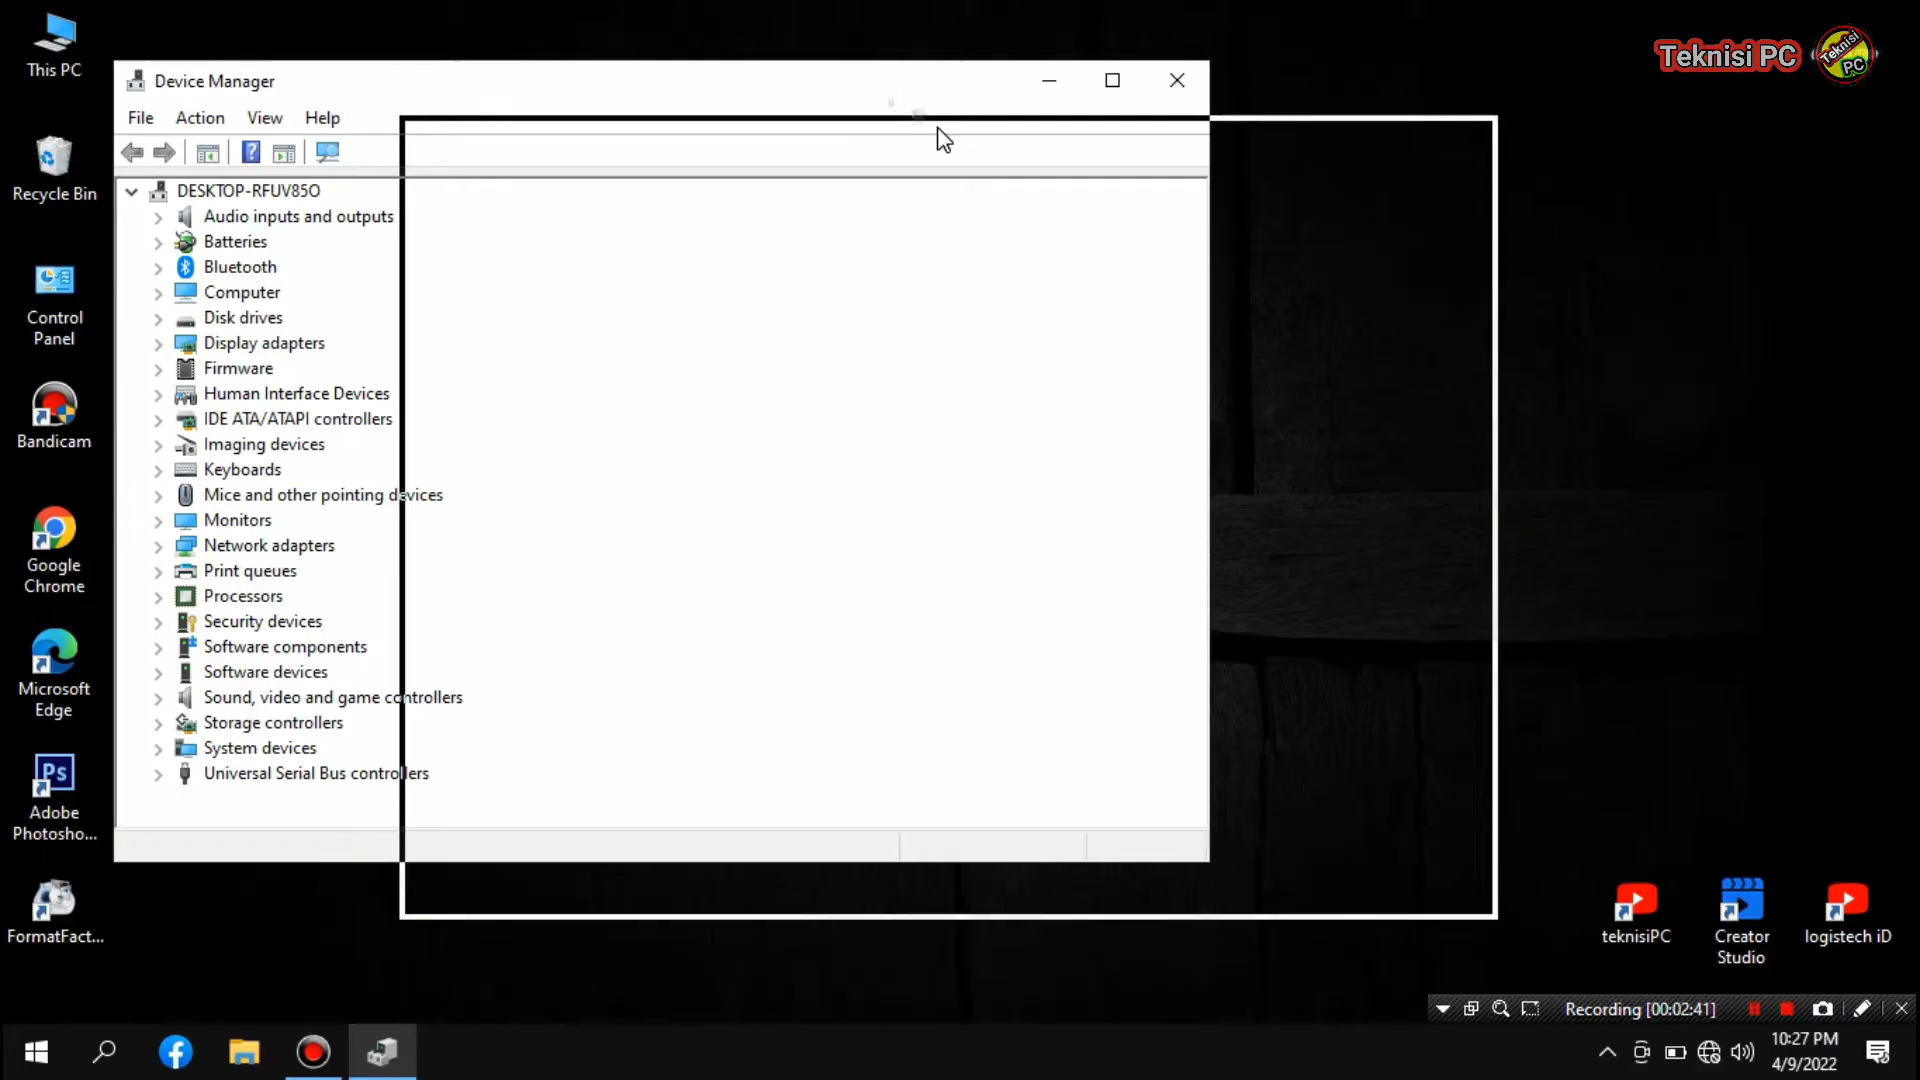 This PC
Recycle Bin
Control
Panel
Bandicam
Google
Chrome
Microsoft
Edge
Adobe
Photosho...
FormatFact...
Device Manager
File Action View Help
DESKTOP-RFUV85O
Audio inputs and outputs
Batteries
Bluetooth
Computer
Disk drives
Display adapters
Firmware
Human Interface Devices
IDE ATA/ATAPI controllers
Imaging devices
Keyboards
Mice and other pointing devices
Monitors
Network adapters
Print queues
Processors
Security devices
Software components
Software devices
Sound, video and game controllers
Storage controllers
System devices
Universal Serial Bus controllers
Teknisi PC
Teknisi
PC
teknisiPC
Creator
Studio
logistech iD
Recording [00:02:41]
10:27 PM
4/9/2022